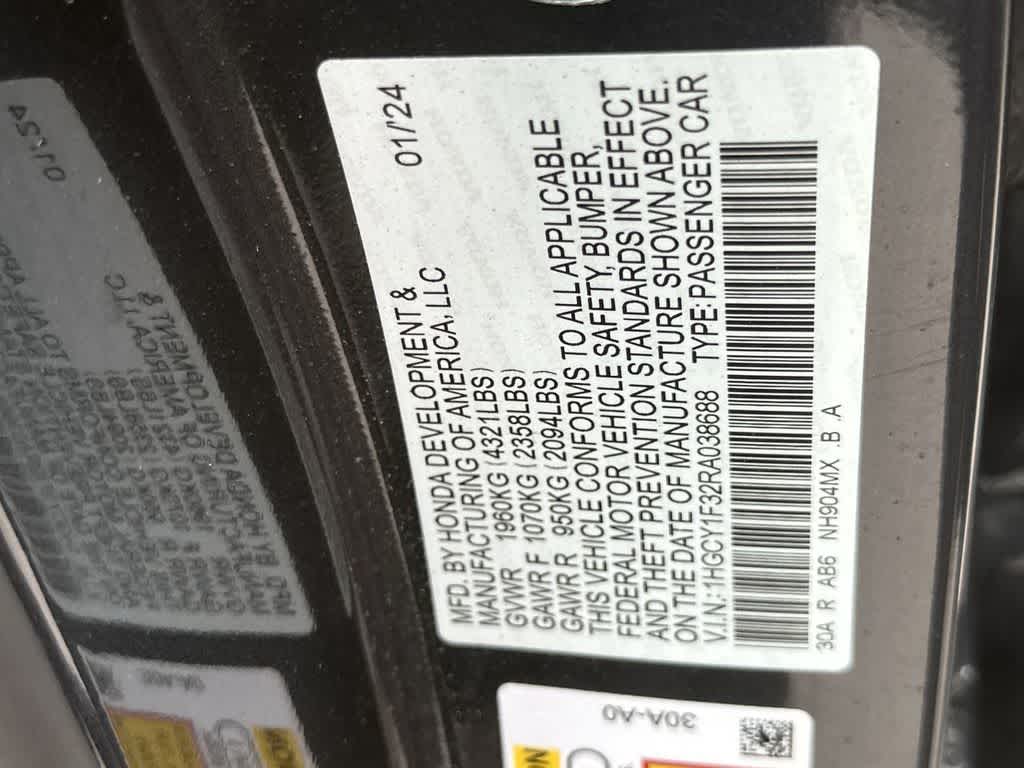 MFD. BY HONDA DEVELOPMENT & 01/'24
MANUFACTURING OF AMERICA, LLC
GVWR 1960KG (4321LBS)
GAWR F 1070KG (2358LBS)
GAWR R 950KG (2094LBS)
THIS VEHICLE CONFORMS TO ALL APPLICABLE
FEDERAL MOTOR VEHICLE SAFETY, BUMPER,
AND THEFT PREVENTION STANDARDS IN EFFECT
ON THE DATE OF MANUFACTURE SHOWN ABOVE.
V.I.N.:1HGCY1F32RA038688 TYPE:PASSENGER CAR
30A R A86 NH904MX .B .A
30A-A0